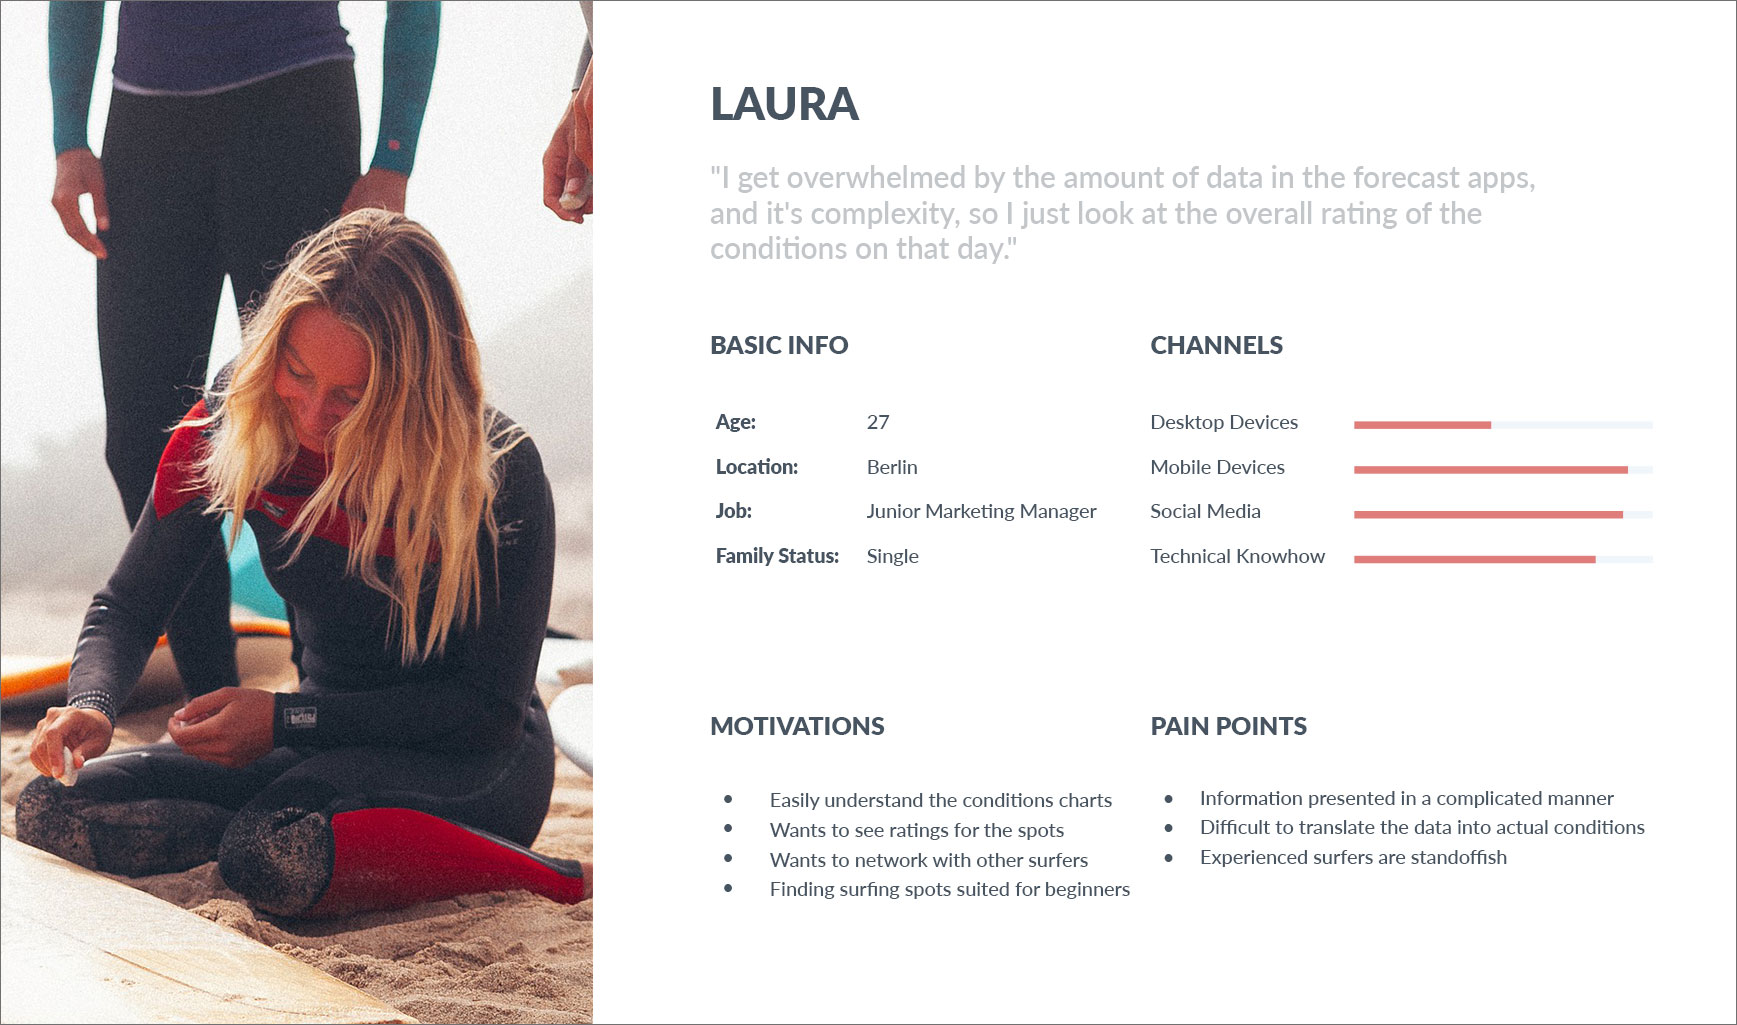 LAURA
"I get overwhelmed by the amount of data in the forecast apps,
and it's complexity, so I just look at the overall rating of the
conditions on that day."
BASIC INFO
Age: 27
Location: Berlin
Job: Junior Marketing Manager
Family Status: Single
CHANNELS
Desktop Devices
Mobile Devices
Social Media
Technical Knowhow
MOTIVATIONS
• Easily understand the conditions charts
• Wants to see ratings for the spots
• Wants to network with other surfers
• Finding surfing spots suited for beginners
PAIN POINTS
• Information presented in a complicated manner
• Difficult to translate the data into actual conditions
• Experienced surfers are standoffish